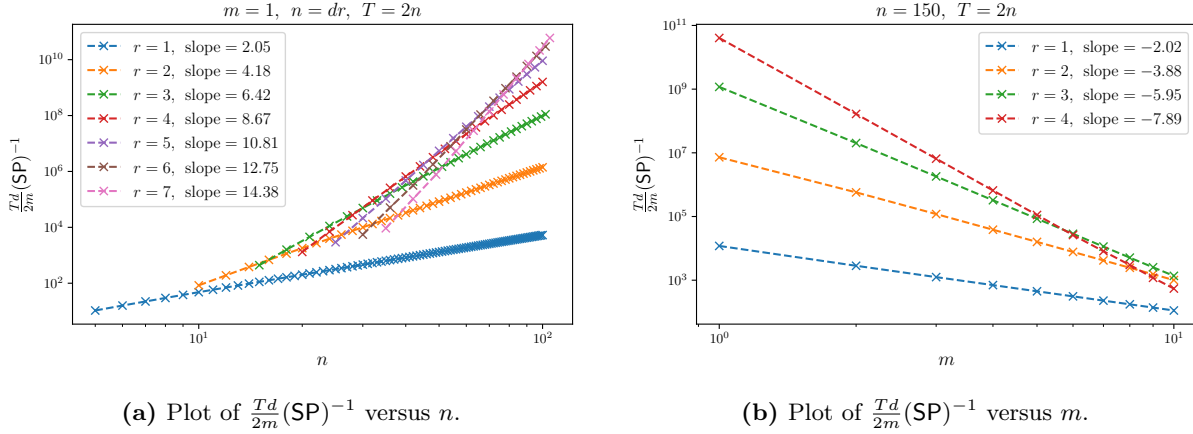 m = 1, n = dr, T = 2n
10^10
10^8
10^6
10^4
10^2
\frac{Td}{2m}(SP)^{-1}
r = 1, slope = 2.05
r = 2, slope = 4.18
r = 3, slope = 6.42
r = 4, slope = 8.67
r = 5, slope = 10.81
r = 6, slope = 12.75
r = 7, slope = 14.38
10^1 10^2
n
(a) Plot of \frac{Td}{2m}(SP)^{-1} versus n.
n = 150, T = 2n
10^11
10^9
10^7
10^5
10^3
\frac{Td}{2m}(SP)^{-1}
r = 1, slope = −2.02
r = 2, slope = −3.88
r = 3, slope = −5.95
r = 4, slope = −7.89
10^0 10^1
m
(b) Plot of \frac{Td}{2m}(SP)^{-1} versus m.